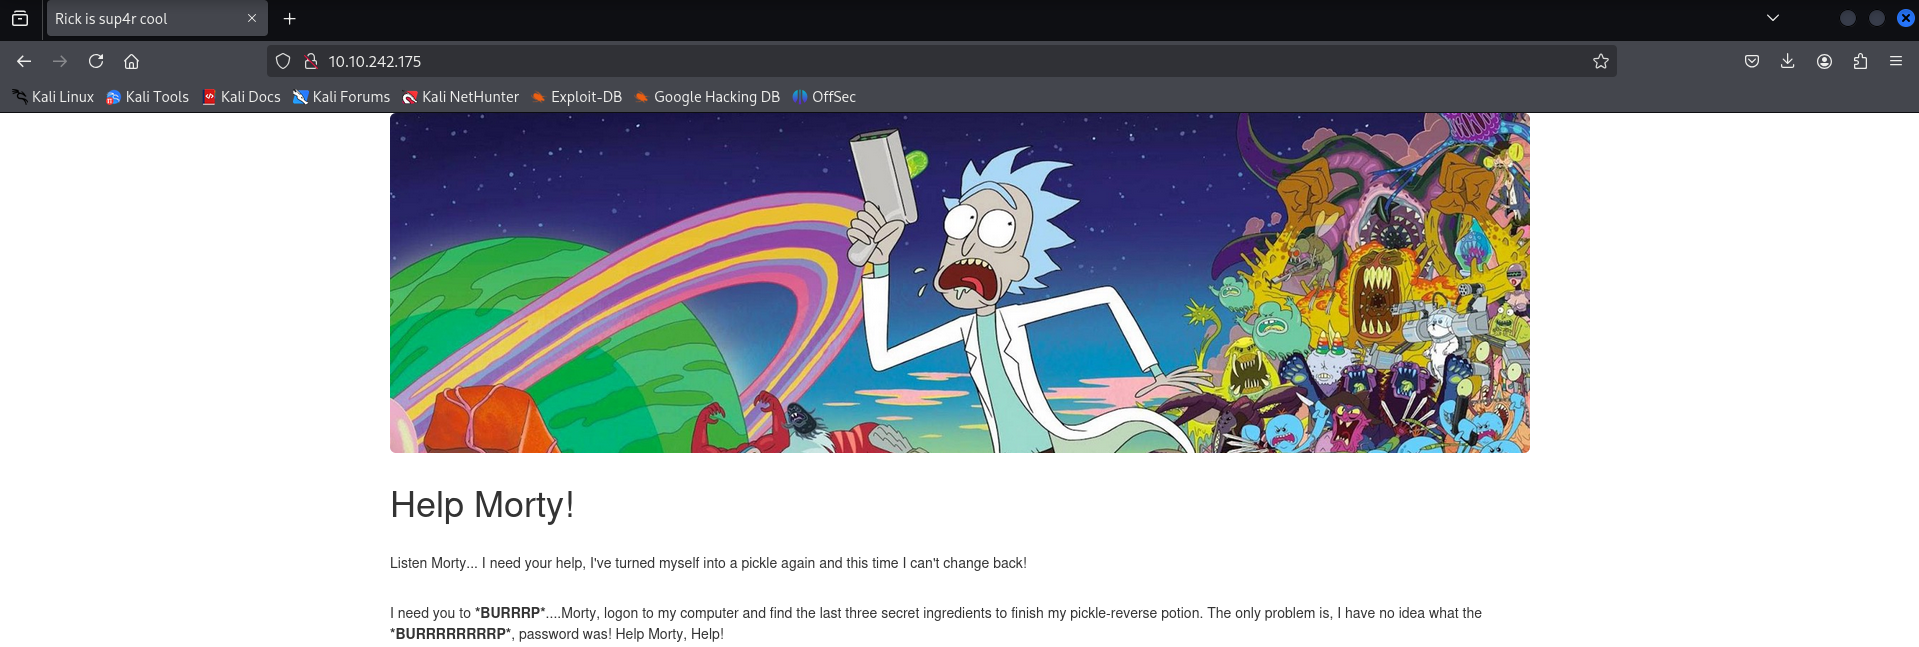 Rick is sup4r cool
10.10.242.175
Kali Linux Kali Tools Kali Docs Kali Forums Kali NetHunter Exploit-DB Google Hacking DB OffSec
Help Morty!
Listen Morty... I need your help, I've turned myself into a pickle again and this time I can't change back!
I need you to *BURRRP*....Morty, logon to my computer and find the last three secret ingredients to finish my pickle-reverse potion. The only problem is, I have no idea what the
*BURRRRRRRRP*, password was! Help Morty, Help!